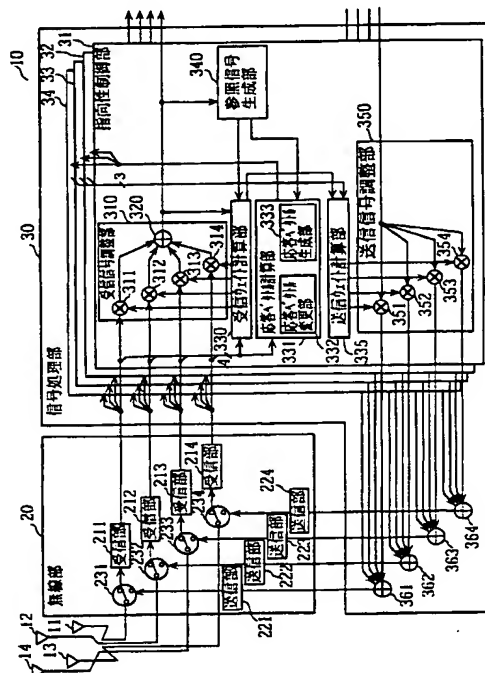 10
30
信号処理部
34
33
32
31
指向性制御部
310
受信信号調整部
320
311
312
313
314
340
参照信号
生成部
3
4
330
受信ウェイト計算部
応答ベクトル計算部
333
応答ベクトル
変更部
応答ベクトル
生成部
331
332
送信ウェイト計算部
335
350
送信信号調整部
351
352
353
354
20
無線部
211
受信部
212
受信部
213
受信部
214
受信部
231
232
233
234
221
送信部
222
送信部
223
送信部
224
送信部
361
362
363
364
11
12
13
14